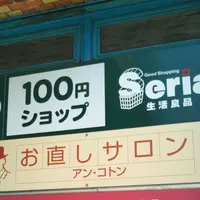 100円
ショップ
Good Shopping
Seria
生活良品
お直しサロン
アン・コトン